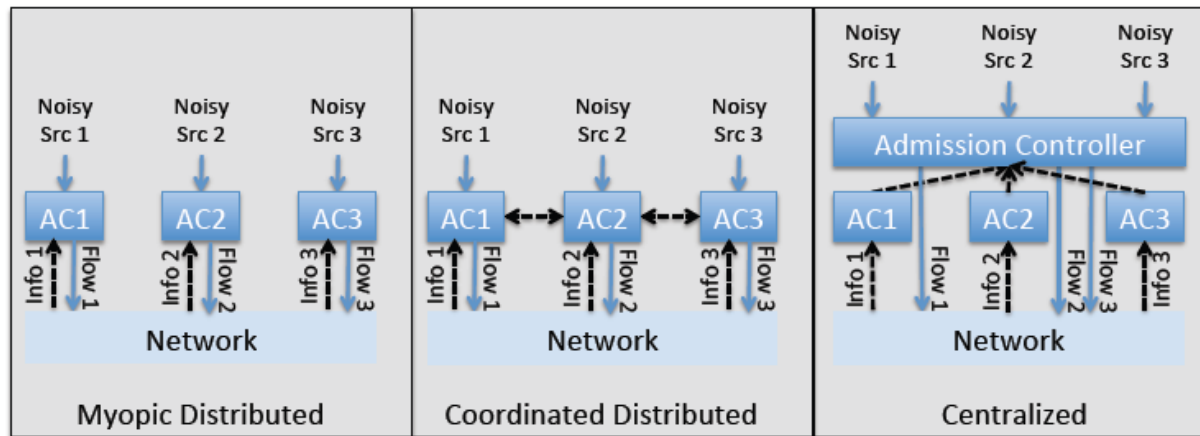 Noisy
Src 1
Noisy
Src 2
Noisy
Src 3
AC1
AC2
AC3
Info 1
Flow 1
Info 2
Flow 2
Info 3
Flow 3
Network
Myopic Distributed
Noisy
Src 1
Noisy
Src 2
Noisy
Src 3
AC1
AC2
AC3
Info 1
Flow 1
Info 2
Flow 2
Info 3
Flow 3
Network
Coordinated Distributed
Noisy
Src 1
Noisy
Src 2
Noisy
Src 3
Admission Controller
AC1
AC2
AC3
Info 1
Flow 1
Info 2
Flow 2
Flow 3
Info 3
Network
Centralized